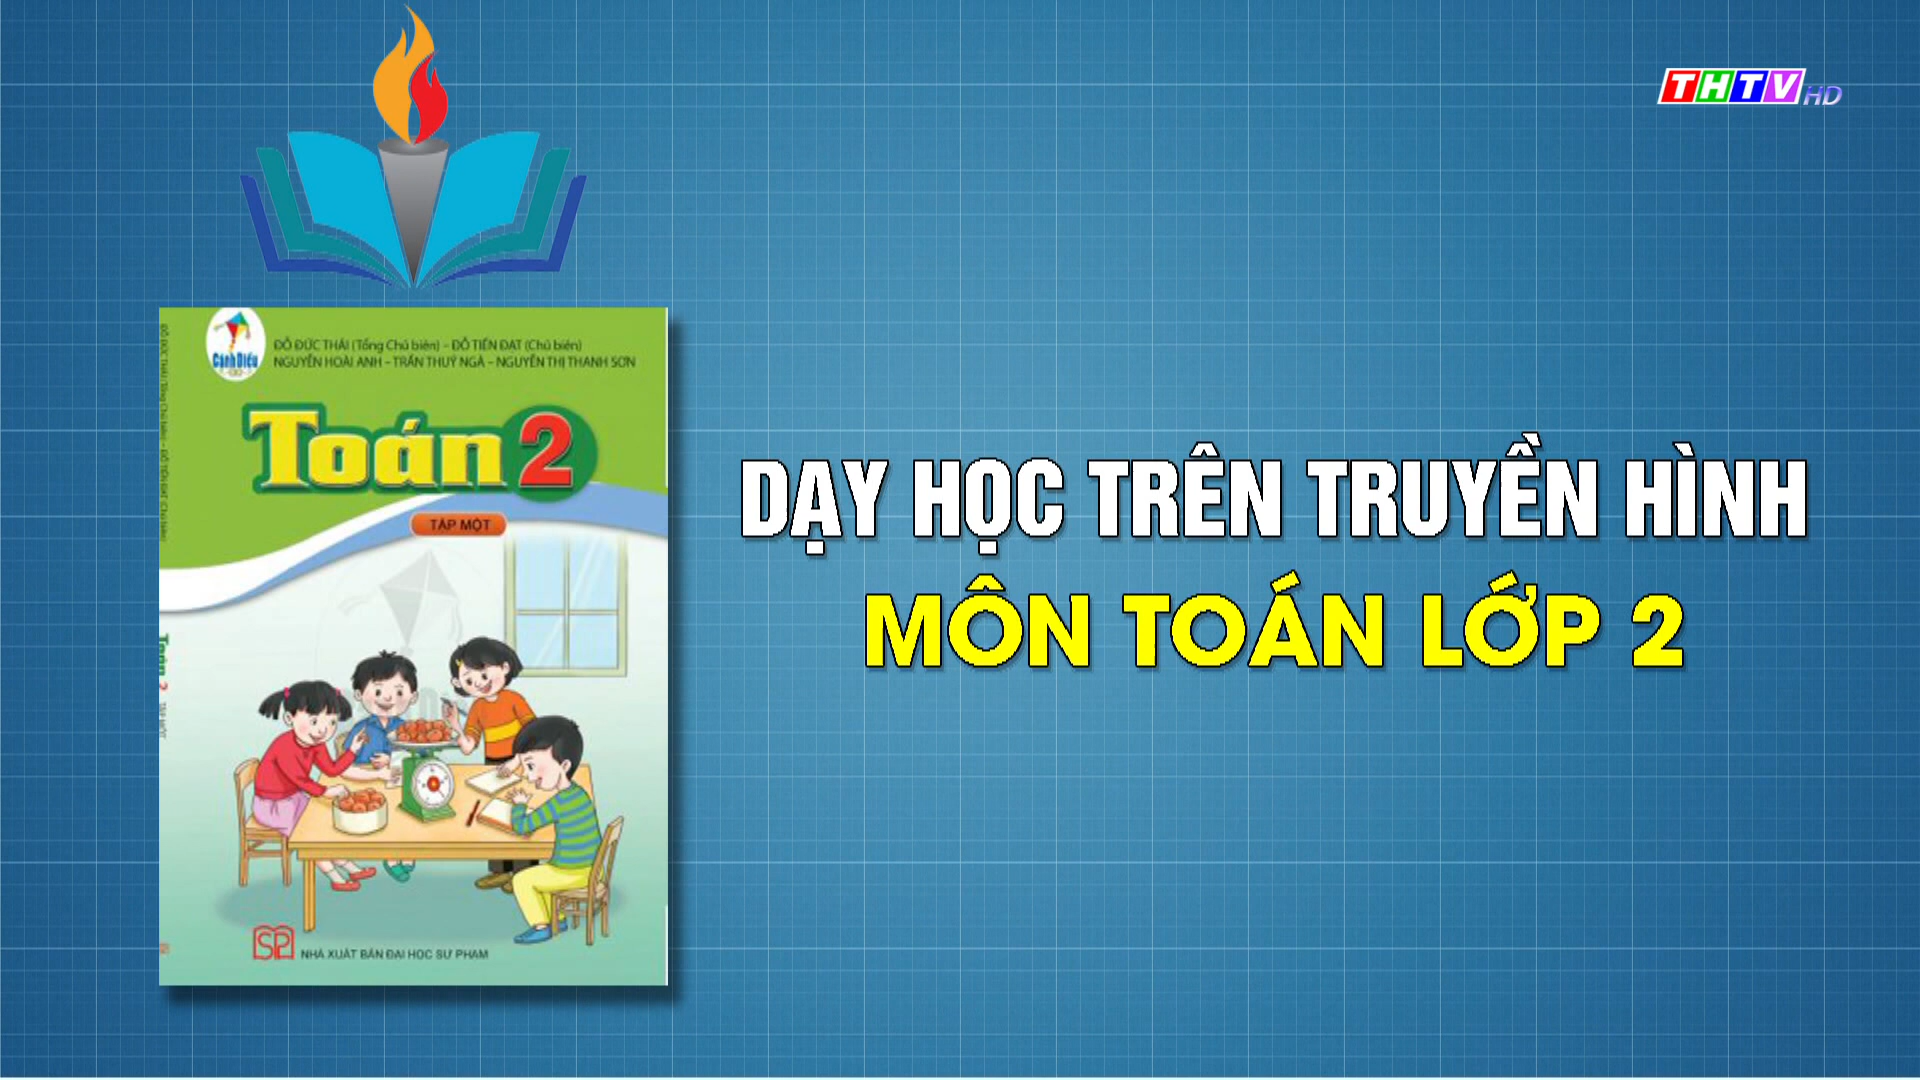 THTV HD
Cánh Diều
ĐỖ ĐỨC THÁI (Tổng Chủ biên) – ĐỖ TIẾN ĐẠT (Chủ biên)
NGUYỄN HOÀI ANH – TRẦN THUÝ NGÀ – NGUYỄN THỊ THANH SƠN
Toán 2
TẬP MỘT
DẠY HỌC TRÊN TRUYỀN HÌNH
MÔN TOÁN LỚP 2
NHÀ XUẤT BẢN ĐẠI HỌC SƯ PHẠM